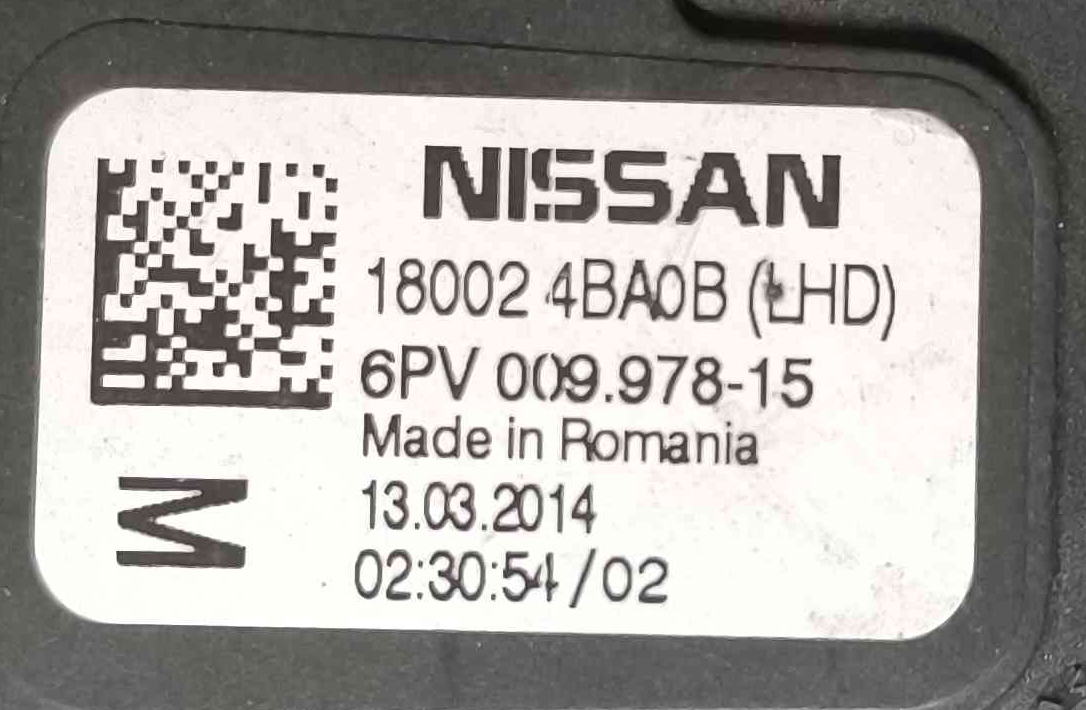 NISSAN
18002 4BA0B (LHD)
6PV 009.978-15
Made in Romania
13.03.2014
02:30:54/02
M